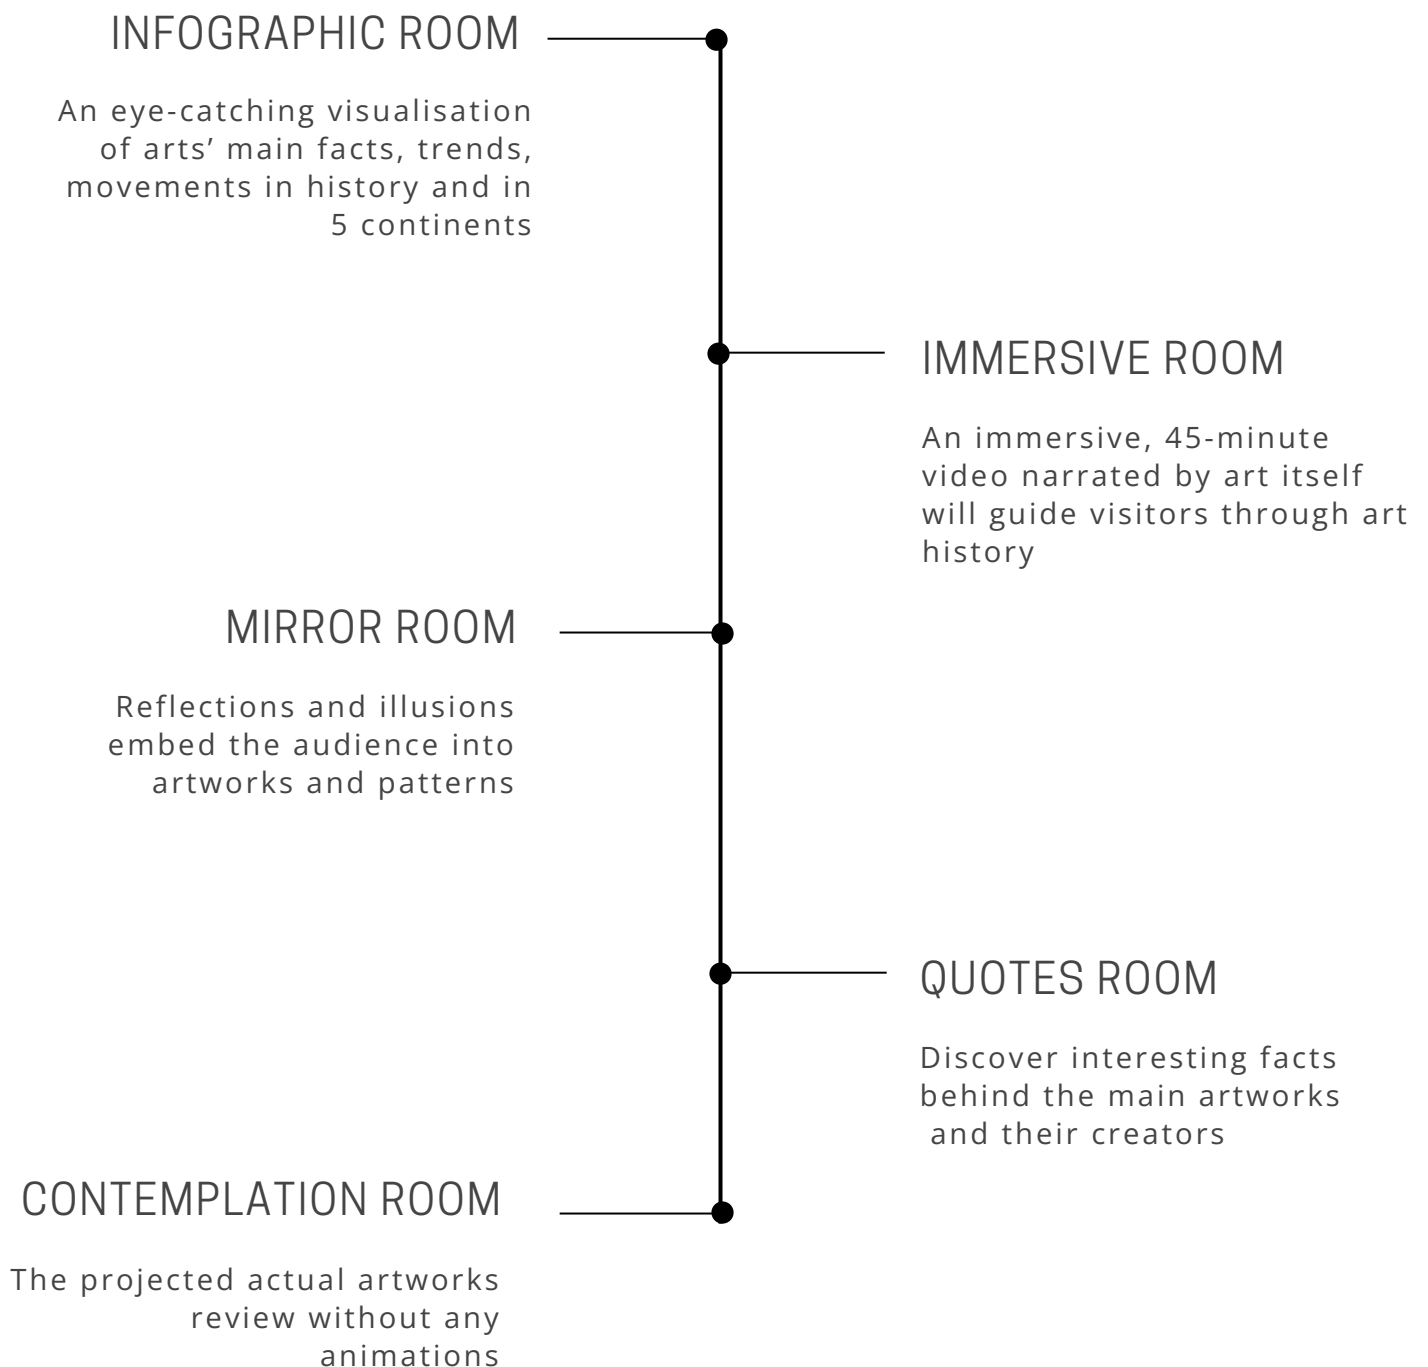 INFOGRAPHIC ROOM
An eye-catching visualisation
of arts’ main facts, trends,
movements in history and in
5 continents
IMMERSIVE ROOM
An immersive, 45-minute
video narrated by art itself
will guide visitors through art
history
MIRROR ROOM
Reflections and illusions
embed the audience into
artworks and patterns
QUOTES ROOM
Discover interesting facts
behind the main artworks
and their creators
CONTEMPLATION ROOM
The projected actual artworks
review without any
animations